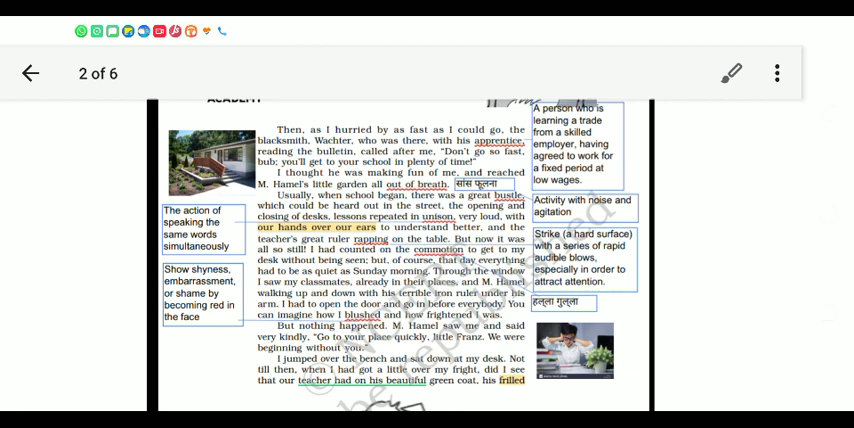 2 of 6
ACADEMY
Then, as I hurried by as fast as I could go, the
blacksmith, Wachter, who was there, with his apprentice,
reading the bulletin, called after me, “Don't go so fast,
bub; you'll get to your school in plenty of time!”
I thought he was making fun of me, and reached
M. Hamel's little garden all out of breath.
सांस फूलना
Usually, when school began, there was a great bustle,
which could be heard out in the street, the opening and
closing of desks, lessons repeated in unison, very loud, with
our hands over our ears to understand better, and the
teacher's great ruler rapping on the table. But now it was
all so still! I had counted on the commotion to get to my
desk without being seen; but, of course, that day everything
had to be as quiet as Sunday morning. Through the window
I saw my classmates, already in their places, and M. Hamel
walking up and down with his terrible iron ruler under his
arm. I had to open the door and go in before everybody. You
can imagine how I blushed and how frightened I was.
But nothing happened. M. Hamel saw me and said
very kindly, “Go to your place quickly, little Franz. We were
beginning without you.”
I jumped over the bench and sat down at my desk. Not
till then, when I had got a little over my fright, did I see
that our teacher had on his beautiful green coat, his frilled
The action of
speaking the
same words
simultaneously
Show shyness,
embarrassment,
or shame by
becoming red in
the face
A person who is
learning a trade
from a skilled
employer, having
agreed to work for
a fixed period at
low wages.
Activity with noise and
agitation
Strike (a hard surface)
with a series of rapid
audible blows,
especially in order to
attract attention.
हल्ला गुल्ला
© NCERT
be republished